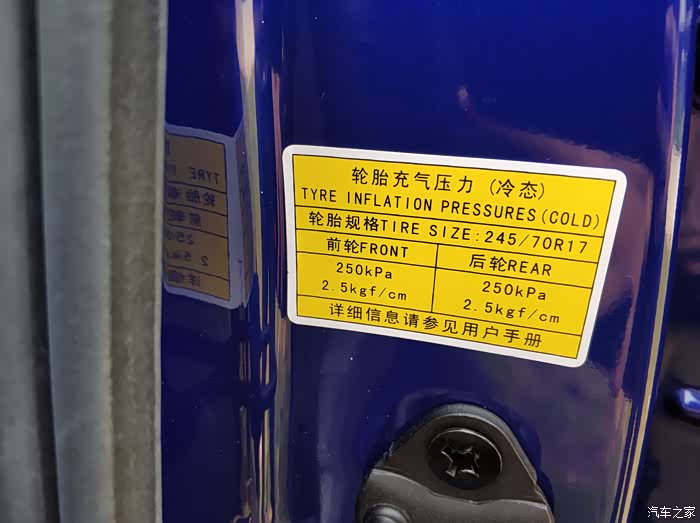 轮胎充气压力 (冷态)
TYRE INFLATION PRESSURES(COLD)
轮胎规格TIRE SIZE:245/70R17
前轮FRONT 后轮REAR
250kPa 250kPa
2.5kgf/cm 2.5kgf/cm
详细信息请参见用户手册
汽车之家